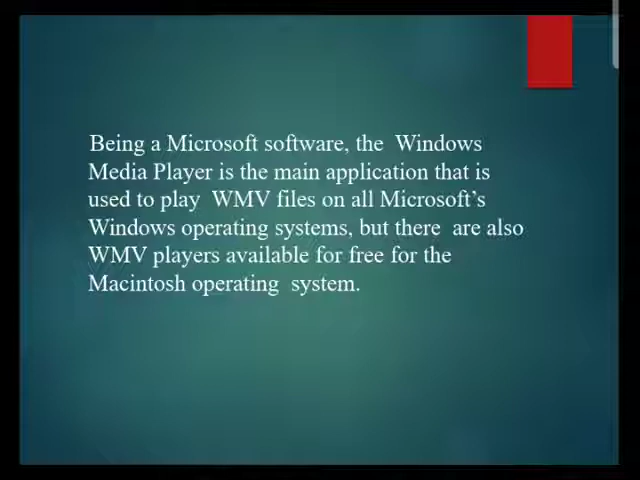 Being a Microsoft software, the Windows
Media Player is the main application that is
used to play WMV files on all Microsoft’s
Windows operating systems, but there are also
WMV players available for free for the
Macintosh operating system.